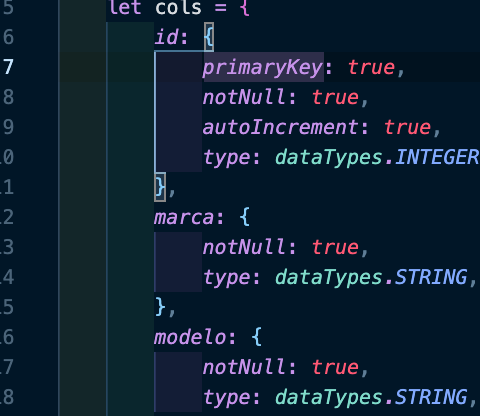 5 let cols = {
6 id: {
7 primaryKey: true,
8 notNull: true,
9 autoIncrement: true,
10 type: dataTypes.INTEGER
11 },
12 marca: {
13 notNull: true,
14 type: dataTypes.STRING,
15 },
16 modelo: {
17 notNull: true,
18 type: dataTypes.STRING,